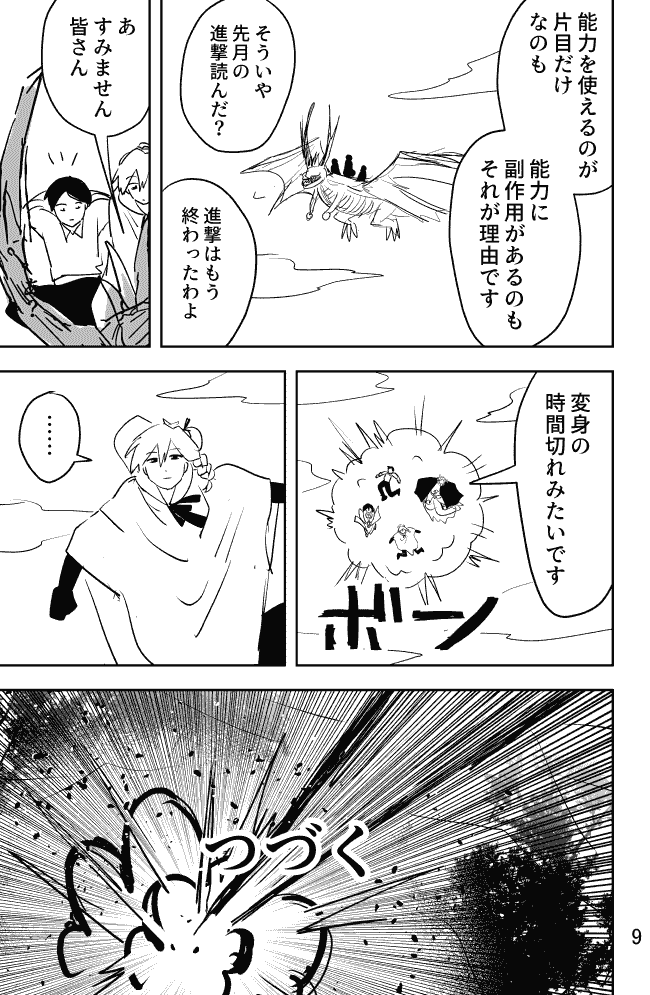 能力を使えるのが
片目だけ
なのも
能力に
副作用があるのも
それが理由です
そういや
先月の
進撃読んだ？
進撃はもう
終わったわよ
あ
すみません
皆さん
変身の
時間切れみたいです
ボーン
……
つづく
9